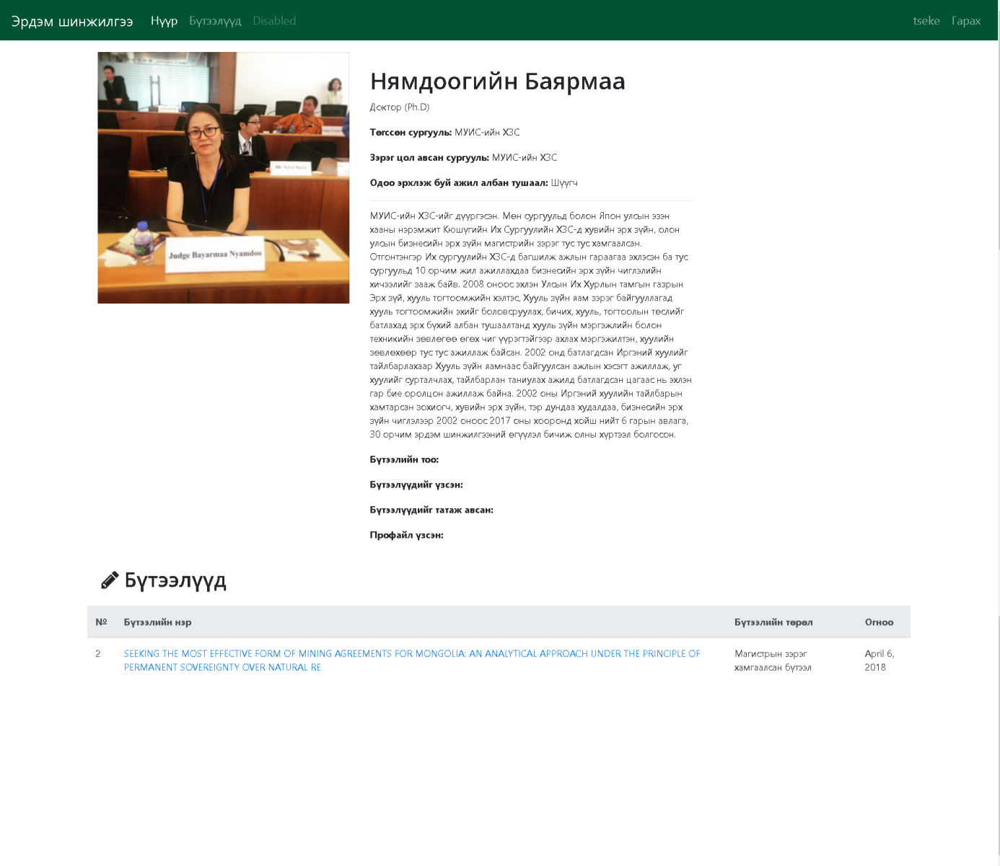 Эрдэм шинжилгээ Нүүр Бүтээлүүд Disabled tseke Гарах
Mr. Nihal
Judge Bayarmaa Nyamdoo
Нямдоогийн Баярмаа
Доктор (Ph.D)
Төгссөн сургууль: МУИС-ийн ХЗС
Зэрэг цол авсан сургууль: МУИС-ийн ХЗС
Одоо эрхлэж буй ажил албан тушаал: Шүүгч
МУИС-ийн ХЗС-ийг дүүргэсэн. Мөн сургуульд болон Япон улсын эзэн
хааны нэрэмжит Кюшүгийн Их Сургуулийн ХЗС-д хувийн эрх зүйн, олон
улсын бизнесийн эрх зүйн магистрийн зэрэг тус тус хамгаалсан.
Отгонтэнгэр Их сургуулийн ХЗС-д багшилж ажлын гараагаа эхлэсэн ба тус
сургуульд 10 орчим жил ажиллахдаа бизнесийн эрх зүйн чиглэлийн
хичээлийг зааж байв. 2008 оноос эхлэн Улсын Их Хурлын тамгын газрын
Эрх зүй, хууль тогтоомжийн хэлтэс, Хууль зүйн яам зэрэг байгууллагад
хууль тогтоомжийн эхийг боловсруулах, бичих, хууль, тогтоолын төслийг
батлахад эрх бүхий албан тушаалтанд хууль зүйн мэргэжлийн болон
техникийн зөвлөгөө өгөх чиг үүрэгтэйгээр ахлах мэргэжилтэн, хуулийн
зөвлөхөөр тус тус ажиллаж байсан. 2002 онд батлагдсан Иргэний хуулийг
тайлбарлахаар Хууль зүйн яамнаас байгуулсан ажлын хэсэгт ажиллаж, уг
хуулийг сурталчлах, тайлбарлан таниулах ажилд батлагдсан цагаас нь эхлэн
гар бие оролцон ажиллаж байна. 2002 оны Иргэний хуулийн тайлбарын
хамтарсан зохиогч, хувийн эрх зүйн, тэр дундаа худалдаа, бизнесийн эрх
зүйн чиглэлээр 2002 оноос 2017 оны хооронд хойш нийт 6 гарын авлага,
30 орчим эрдэм шинжилгээний өгүүлэл бичиж олны хүртээл болгосон.
Бүтээлийн тоо:
Бүтээлүүдийг үзсэн:
Бүтээлүүдийг татаж авсан:
Профайл үзсэн:
Бүтээлүүд
№ Бүтээлийн нэр Бүтээлийн төрөл Огноо
2 SEEKING THE MOST EFFECTIVE FORM OF MINING AGREEMENTS FOR MONGOLIA: AN ANALYTICAL APPROACH UNDER THE PRINCIPLE OF Магистрын зэрэг April 6,
PERMANENT SOVEREIGNTY OVER NATURAL RE хамгаалсан бүтээл 2018